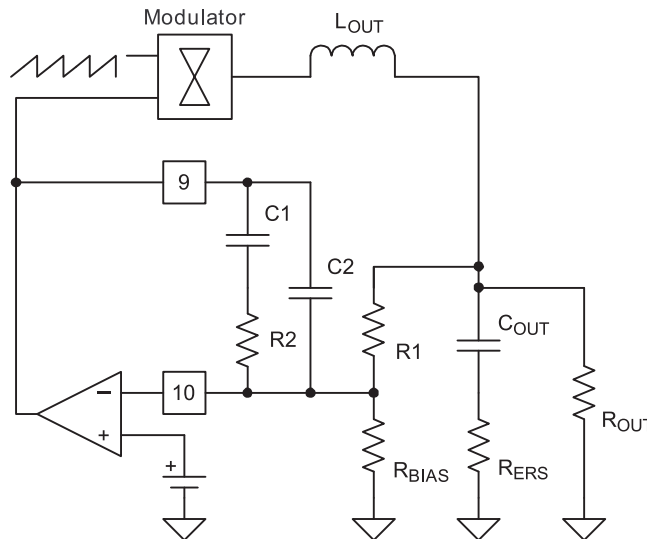 Modulator
LOUT
9
C1
C2
R2
R1
COUT
ROUT
10
−
+
+
RBIAS
RERS